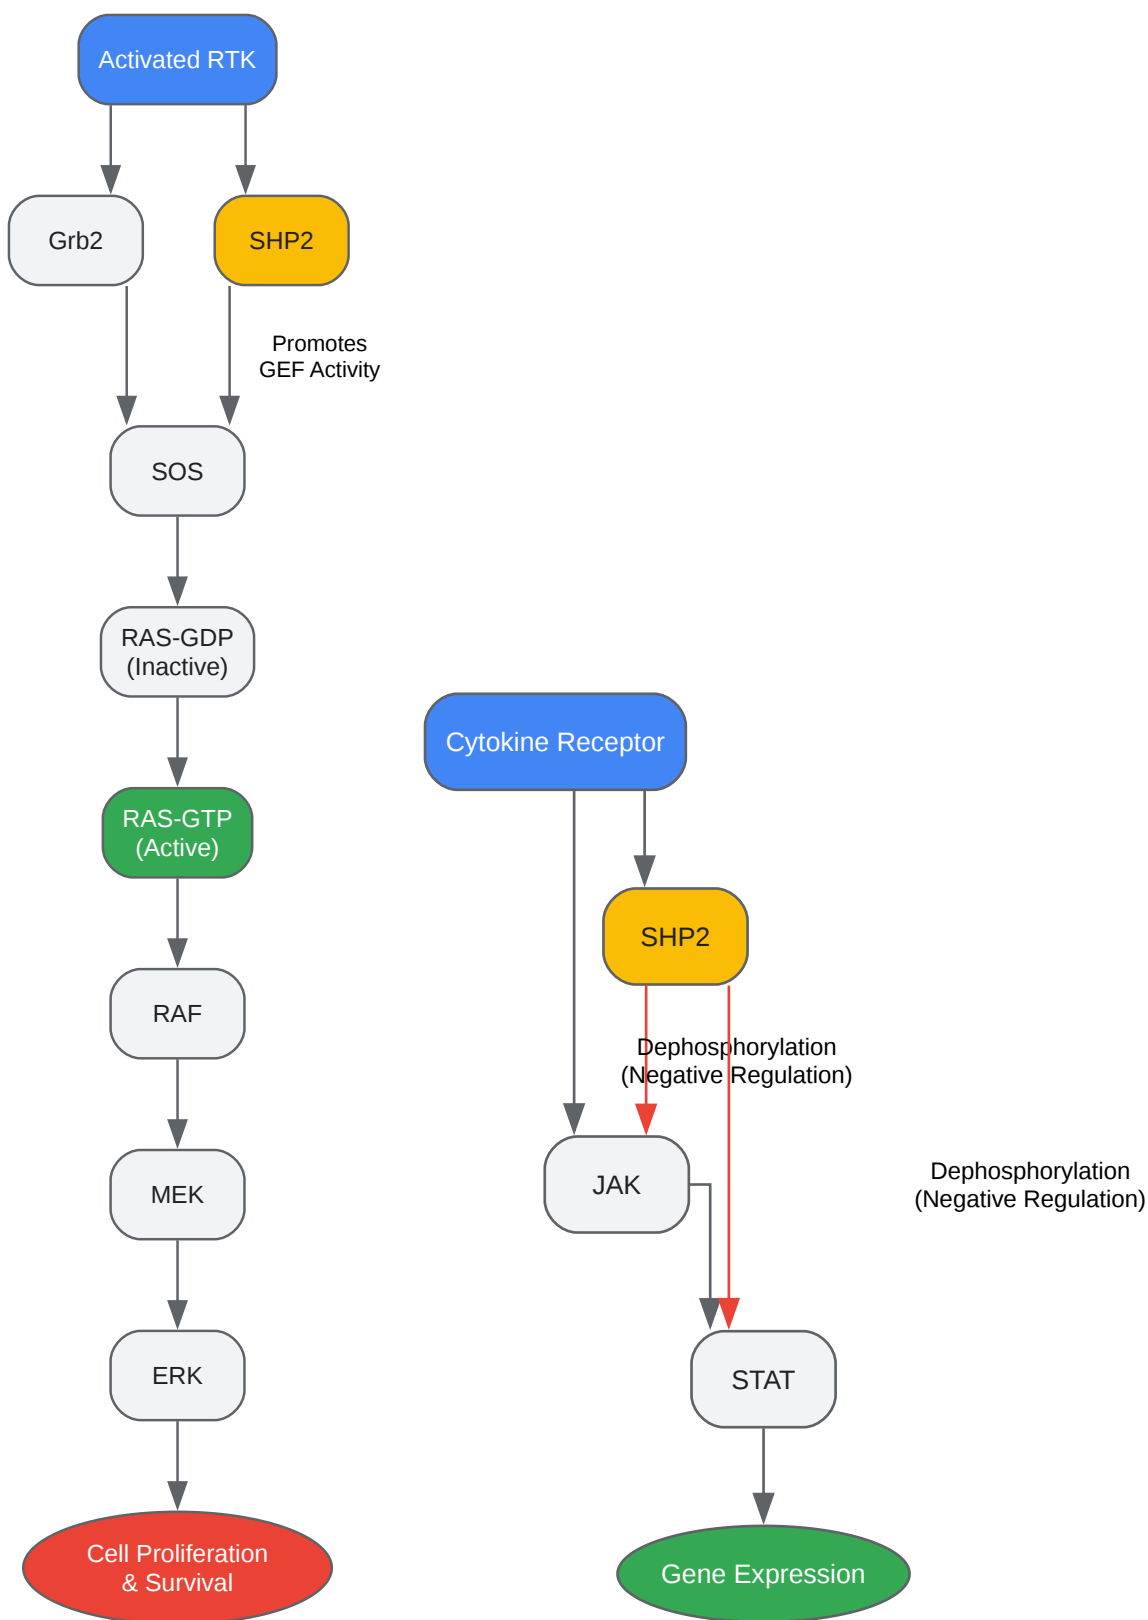 Activated RTK
Grb2
SHP2
Promotes
GEF Activity
SOS
RAS-GDP
(Inactive)
RAS-GTP
(Active)
RAF
MEK
ERK
Cell Proliferation
& Survival
Cytokine Receptor
SHP2
Dephosphorylation
(Negative Regulation)
JAK
Dephosphorylation
(Negative Regulation)
STAT
Gene Expression